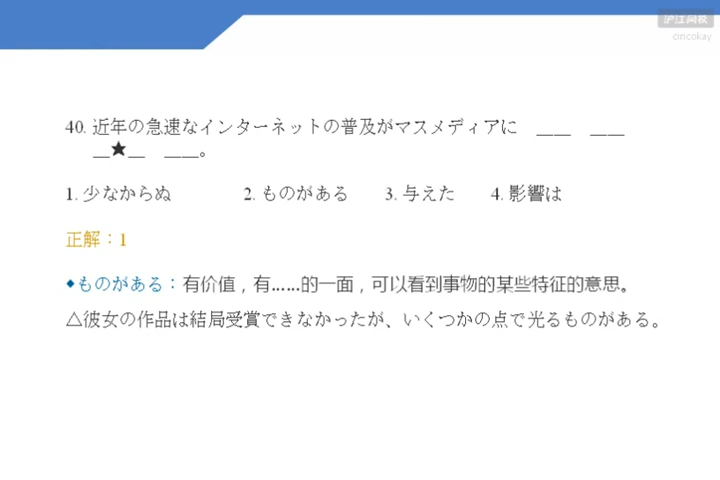 沪江网校
cincokay
40. 近年の急速なインターネットの普及がマスメディアに ___ ___
_★_ ___。
1. 少なからぬ 2. ものがある 3. 与えた 4. 影響は
正解：1
◆ものがある：有价值，有……的一面，可以看到事物的某些特征的意思。
△彼女の作品は結局受賞できなかったが、いくつかの点で光るものがある。